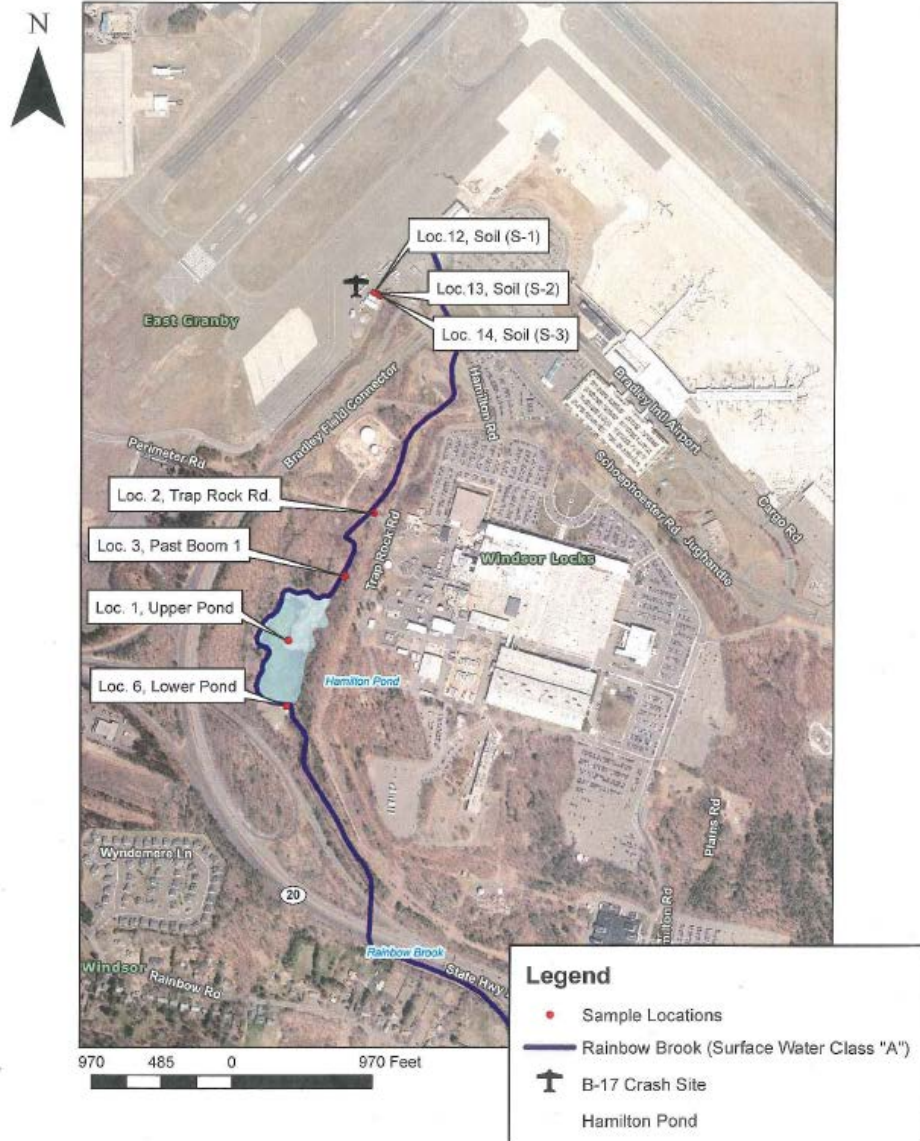 N
Loc.12, Soil (S-1)
Loc.13, Soil (S-2)
Loc. 14, Soil (S-3)
East Granby
Bradley Field Connector
Hamilton Rd
Bradley Intl Airport
Perimeter Rd
Schoephoester Rd
Jughandle
Cargo Rd
Loc. 2, Trap Rock Rd.
Trap Rock Rd
Loc. 3, Past Boom 1
Windsor Locks
Loc. 1, Upper Pond
Hamilton Pond
Loc. 6, Lower Pond
Plains Rd
Wyndemere Ln
20
Rainbow Brook
Windsor
Rainbow Ro
State Hwy
970 485 0 970 Feet
Legend
Sample Locations
Rainbow Brook (Surface Water Class "A")
B-17 Crash Site
Hamilton Pond